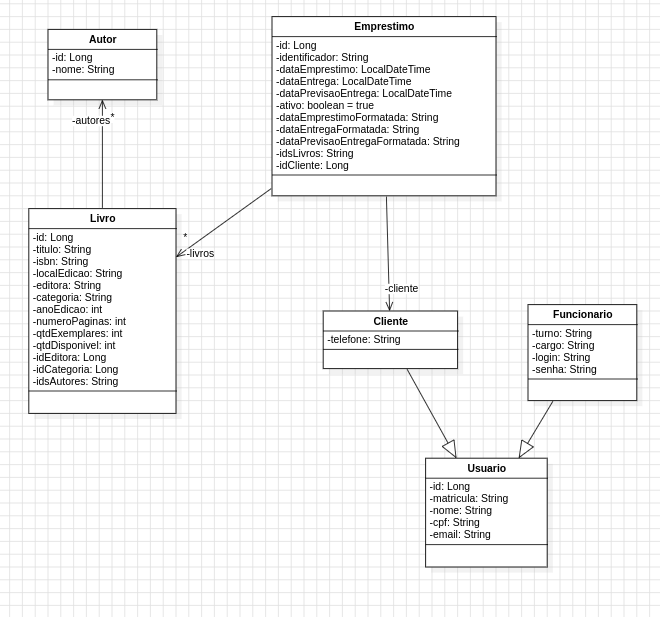 Autor
-id: Long
-nome: String
Emprestimo
-id: Long
-identificador: String
-dataEmprestimo: LocalDateTime
-dataEntrega: LocalDateTime
-dataPrevisaoEntrega: LocalDateTime
-ativo: boolean = true
-dataEmprestimoFormatada: String
-dataEntregaFormatada: String
-dataPrevisaoEntregaFormatada: String
-idsLivros: String
-idCliente: Long
-autores*
Livro
-id: Long
-titulo: String
-isbn: String
-localEdicao: String
-editora: String
-categoria: String
-anoEdicao: int
-numeroPaginas: int
-qtdExemplares: int
-qtdDisponivel: int
-idEditora: Long
-idCategoria: Long
-idsAutores: String
*
-livros
-cliente
Cliente
-telefone: String
Funcionario
-turno: String
-cargo: String
-login: String
-senha: String
Usuario
-id: Long
-matricula: String
-nome: String
-cpf: String
-email: String